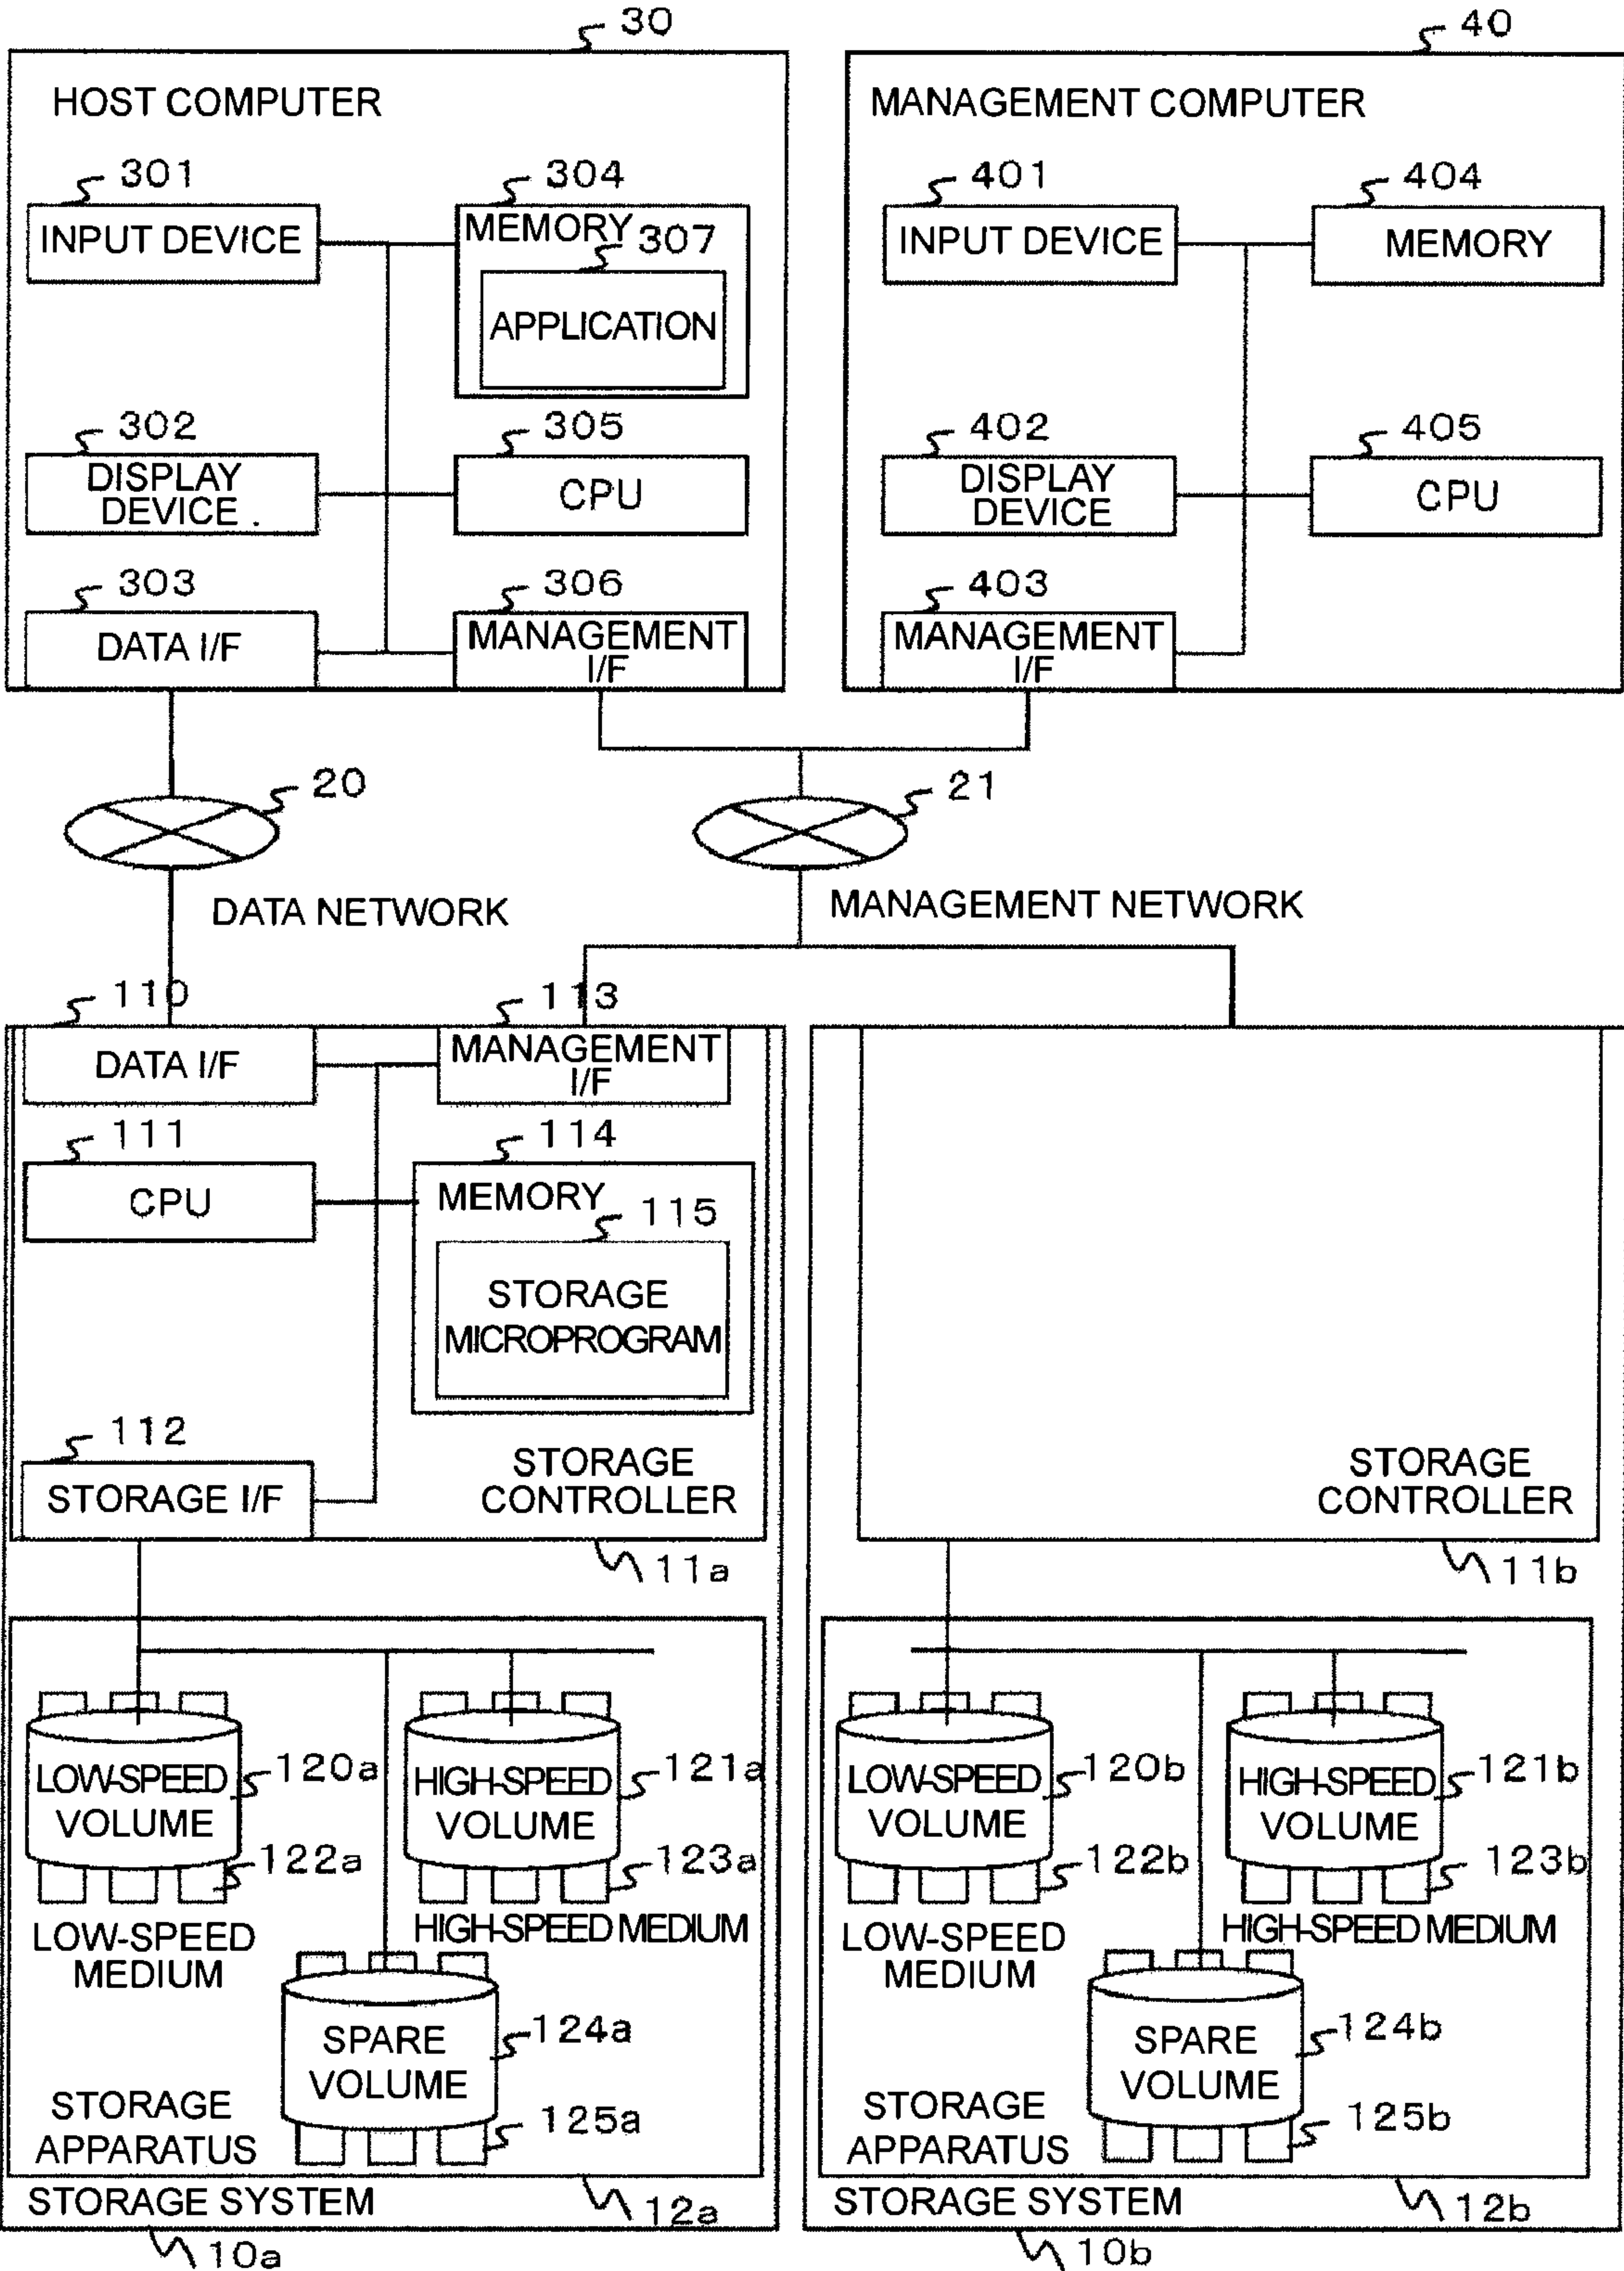 30
40
HOST COMPUTER
MANAGEMENT COMPUTER
301
304
401
404
INPUT DEVICE
MEMORY
307
APPLICATION
INPUT DEVICE
MEMORY
302
305
402
405
DISPLAY
DEVICE .
CPU
DISPLAY
DEVICE
CPU
303
306
403
DATA I/F
MANAGEMENT
I/F
MANAGEMENT
I/F
20
21
DATA NETWORK
MANAGEMENT NETWORK
110
113
DATA I/F
MANAGEMENT
I/F
111
114
CPU
MEMORY
115
STORAGE
MICROPROGRAM
112
STORAGE I/F
STORAGE
CONTROLLER
STORAGE
CONTROLLER
11a
11b
LOW-SPEED
VOLUME
120a
HIGH-SPEED
VOLUME
121a
122a
123a
LOW-SPEED
MEDIUM
HIGH-SPEED MEDIUM
SPARE
VOLUME
124a
125a
STORAGE
APPARATUS
STORAGE SYSTEM
12a
10a
LOW-SPEED
VOLUME
120b
HIGH-SPEED
VOLUME
121b
122b
123b
LOW-SPEED
MEDIUM
HIGH-SPEED MEDIUM
SPARE
VOLUME
124b
125b
STORAGE
APPARATUS
STORAGE SYSTEM
12b
10b